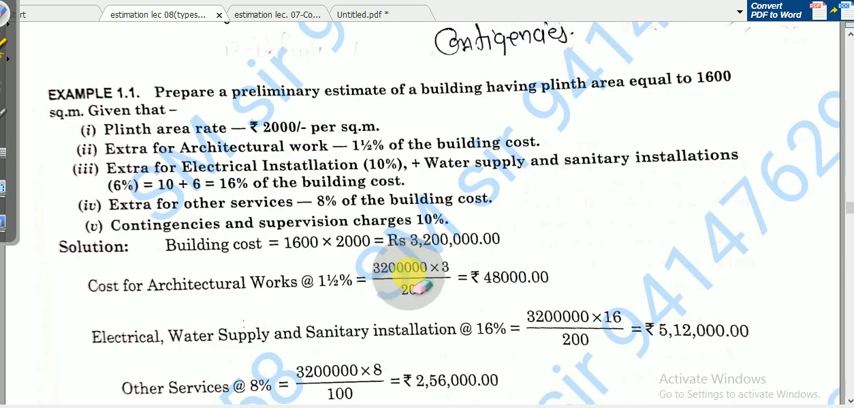 estimation lec 08(types...
estimation lec. 07-Co...
Untitled.pdf *
Convert
PDF to Word
Contigencies.
EXAMPLE 1.1. Prepare a preliminary estimate of a building having plinth area equal to 1600
sq.m. Given that –
(i) Plinth area rate — ₹ 2000/- per sq.m.
(ii) Extra for Architectural work — 1½% of the building cost.
(iii) Extra for Electrical Instatllation (10%), + Water supply and sanitary installations
(6%) = 10 + 6 = 16% of the building cost.
(iv) Extra for other services — 8% of the building cost.
(v) Contingencies and supervision charges 10%.
Solution: Building cost = 1600 × 2000 = Rs 3,200,000.00
Cost for Architectural Works @ 1½% = 3200000 × 3 / 20 = ₹ 48000.00
Electrical, Water Supply and Sanitary installation @ 16% = 3200000 × 16 / 200 = ₹ 5,12,000.00
Other Services @ 8% = 3200000 × 8 / 100 = ₹ 2,56,000.00
Activate Windows
Go to Settings to activate Windows.
SM sir 94147629